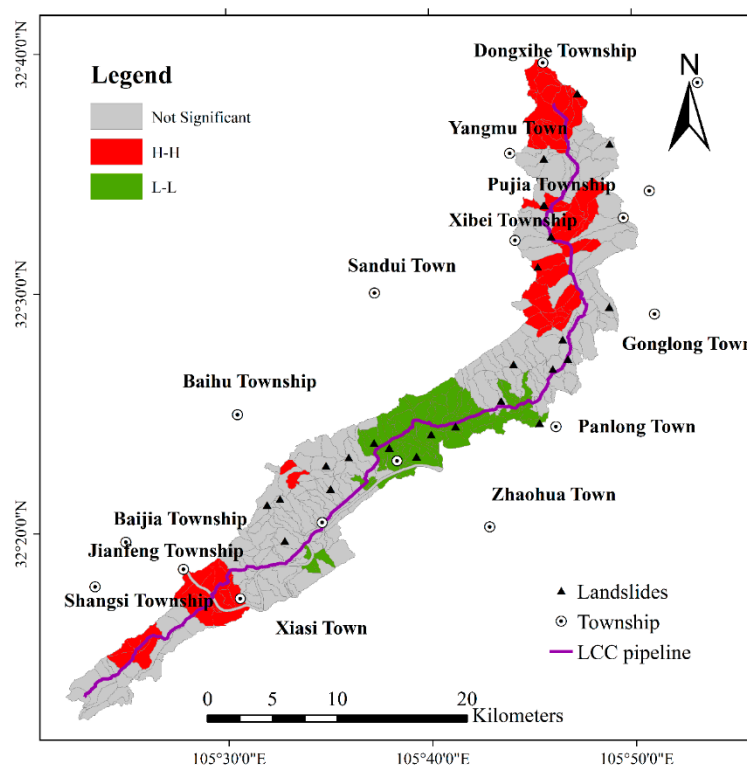 32°40'0"N
Dongxihe Township
Legend
N
Not Significant
H-H
L-L
Yangmu Town
Pujia Township
Xibei Township
Sandui Town
32°30'0"N
Gonglong Town
Baihu Township
Panlong Town
Zhaohua Town
32°20'0"N
Baijia Township
Jianfeng Township
Shangsi Township
Xiasi Town
Landslides
Township
LCC pipeline
0 5 10 20
Kilometers
105°30'0"E 105°40'0"E 105°50'0"E